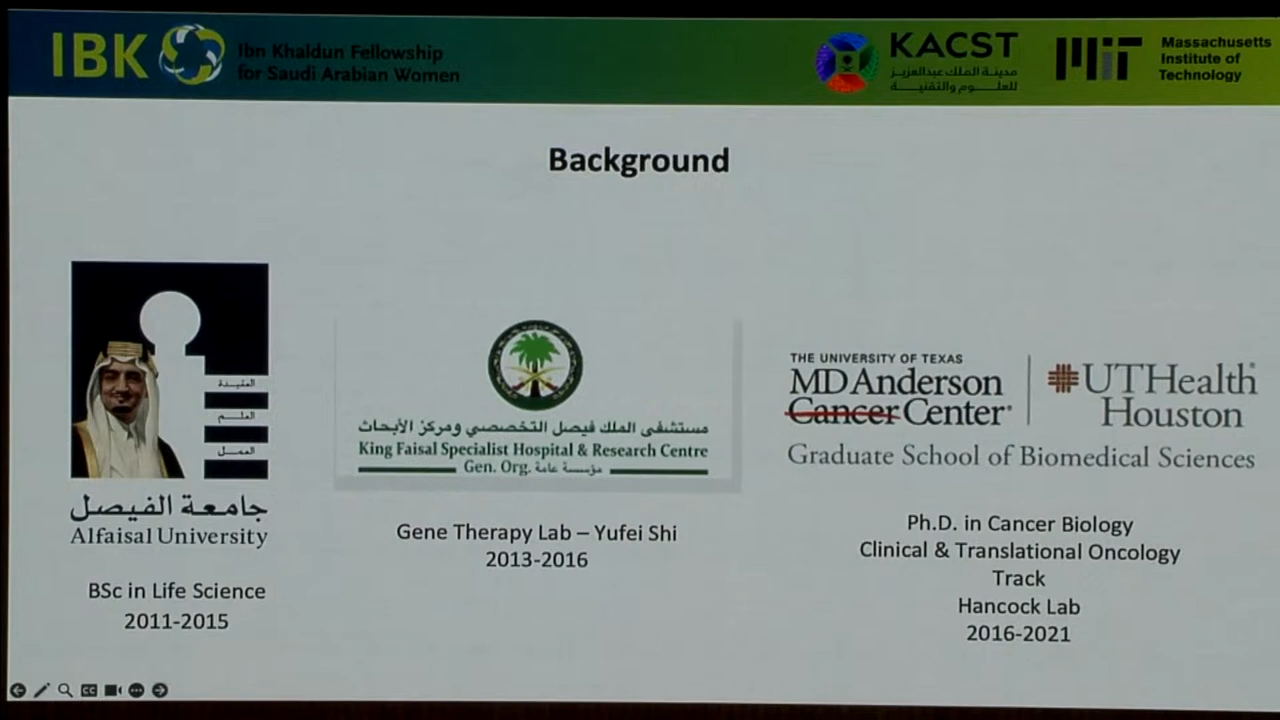 IBK
Ibn Khaldun Fellowship
for Saudi Arabian Women
KACST
مدينة الملك عبدالعزيز
للعلوم والتقنية
MIT
Massachusetts
Institute of
Technology
Background
العقيدة
العلم
العمل
جامعة الفيصل
Alfaisal University
BSc in Life Science
2011-2015
مستشفى الملك فيصل التخصصي ومركز الأبحاث
King Faisal Specialist Hospital & Research Centre
Gen. Org. مؤسسة عامة
Gene Therapy Lab – Yufei Shi
2013-2016
THE UNIVERSITY OF TEXAS
MD Anderson
Cancer Center
UTHealth®
Houston
Graduate School of Biomedical Sciences
Ph.D. in Cancer Biology
Clinical & Translational Oncology
Track
Hancock Lab
2016-2021
CC